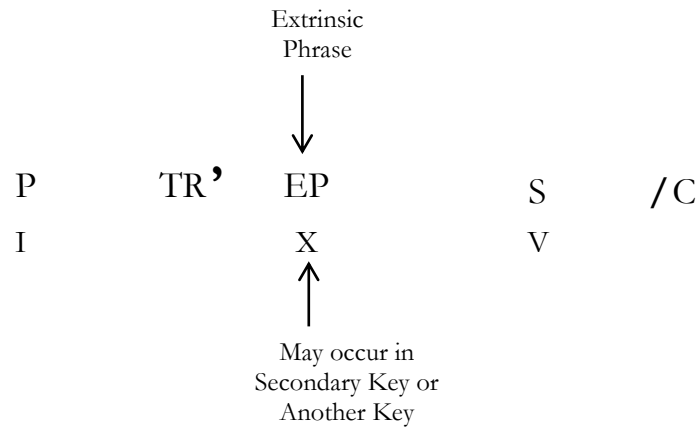 Extrinsic
Phrase
P TR’ EP S /C
I X V
May occur in
Secondary Key or
Another Key